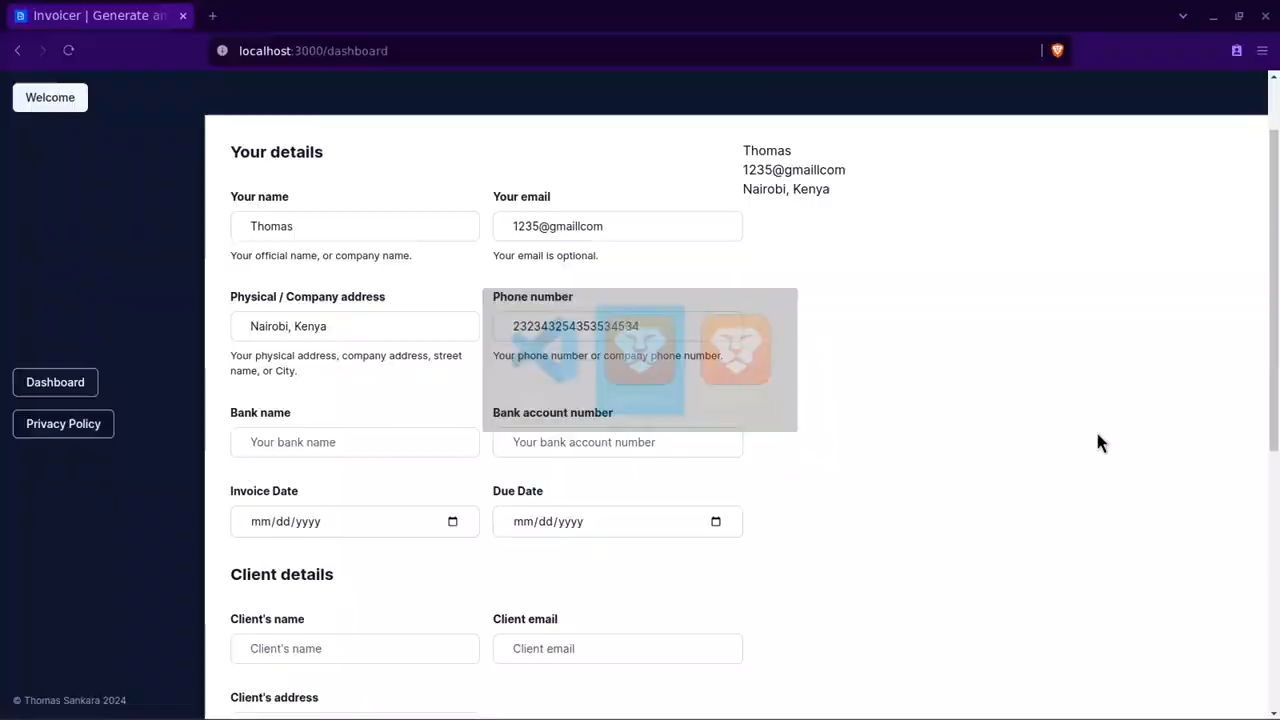 Invoicer | Generate an
localhost:3000/dashboard
Welcome
Dashboard
Privacy Policy
© Thomas Sankara 2024
Your details
Your name
Your email
Thomas
1235@gmaillcom
Your official name, or company name.
Your email is optional.
Physical / Company address
Phone number
Nairobi, Kenya
232343254353534534
Your physical address, company address, street
name, or City.
Your phone number or company phone number.
Bank name
Bank account number
Your bank name
Your bank account number
Invoice Date
Due Date
mm/dd/yyyy
mm/dd/yyyy
Client details
Client's name
Client email
Client's name
Client email
Client's address
Thomas
1235@gmaillcom
Nairobi, Kenya